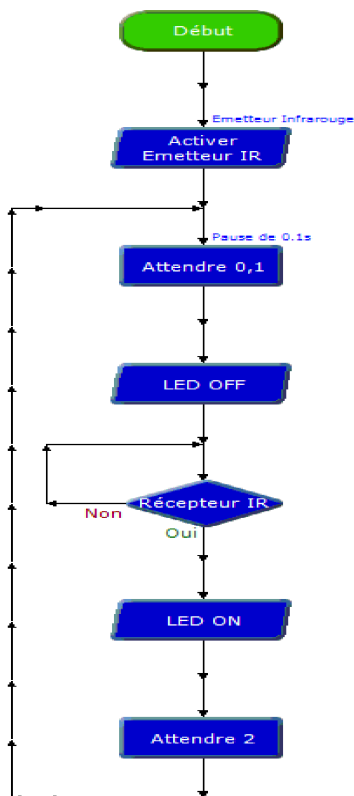 Début
Emetteur Infrarouge
Activer
Emetteur IR
Pause de 0.1s
Attendre 0,1
LED OFF
Récepteur IR
Non
Oui
LED ON
Attendre 2